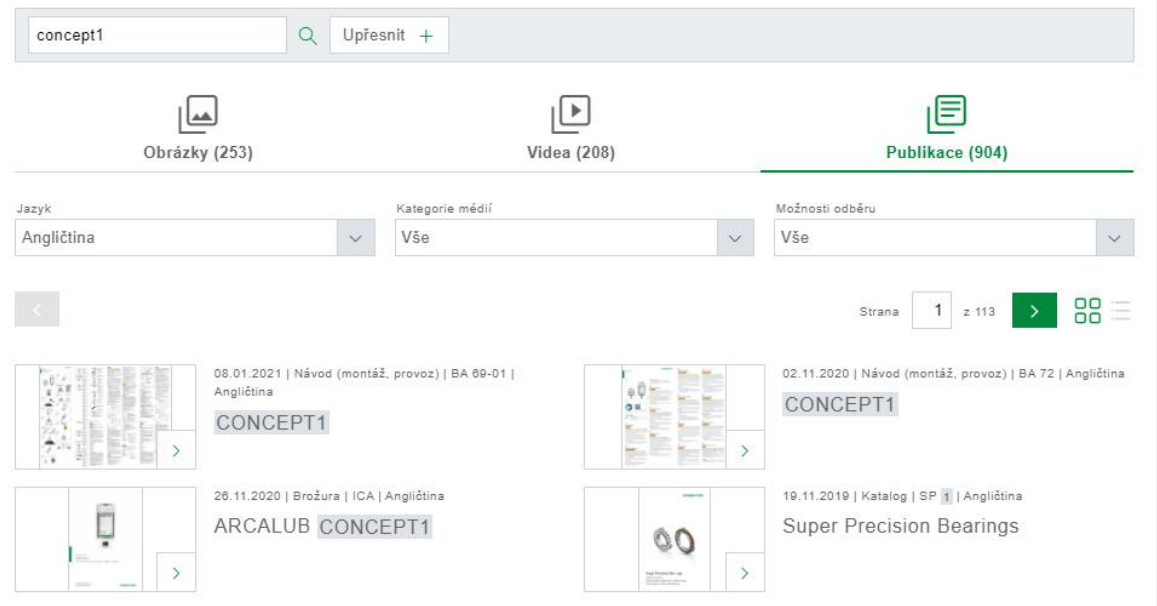 concept1
Upřesnit +
Obrázky (253)
Videa (208)
Publikace (904)
Jazyk
Kategorie médií
Možnosti odběru
Angličtina
Vše
Vše
Strana 1 z 113
08.01.2021 | Návod (montáž, provoz) | BA 69-01 |
Angličtina
CONCEPT1
02.11.2020 | Návod (montáž, provoz) | BA 72 | Angličtina
CONCEPT1
26.11.2020 | Brožura | ICA | Angličtina
ARCALUB CONCEPT1
19.11.2019 | Katalog | SP 1 | Angličtina
Super Precision Bearings